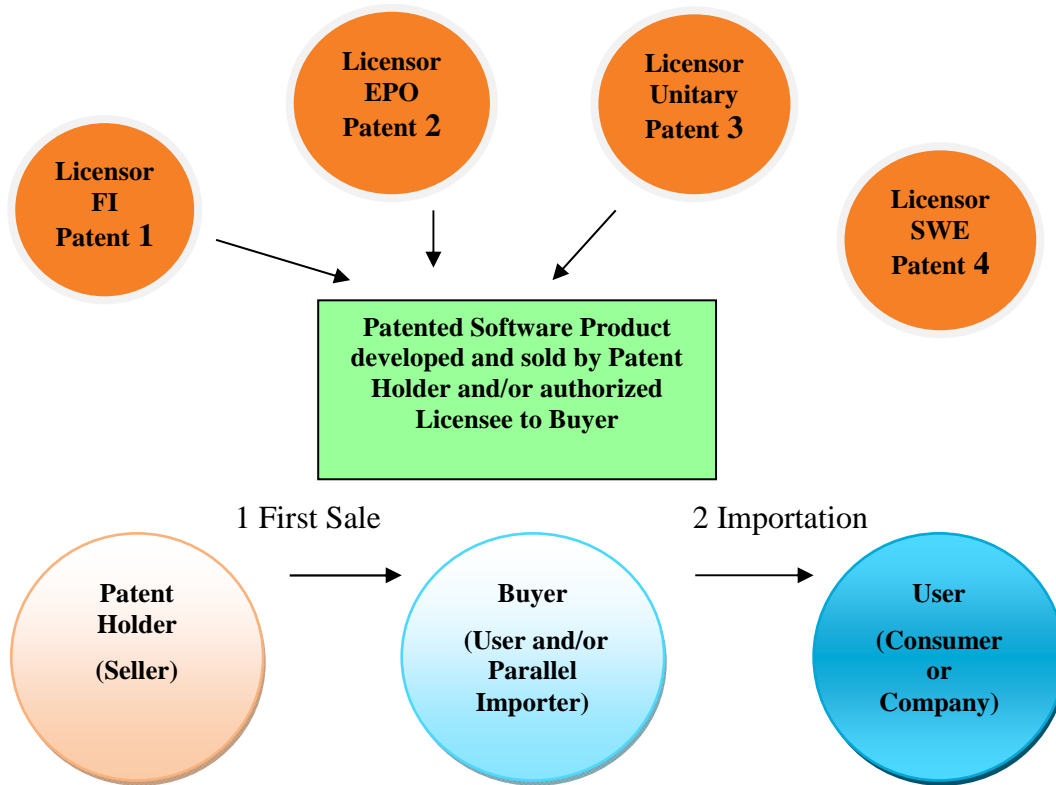 Licensor
FI
Patent 1
Licensor
EPO
Patent 2
Licensor
Unitary
Patent 3
Licensor
SWE
Patent 4
Patented Software Product
developed and sold by Patent
Holder and/or authorized
Licensee to Buyer
1 First Sale
2 Importation
Patent
Holder
(Seller)
Buyer
(User and/or
Parallel
Importer)
User
(Consumer
or
Company)